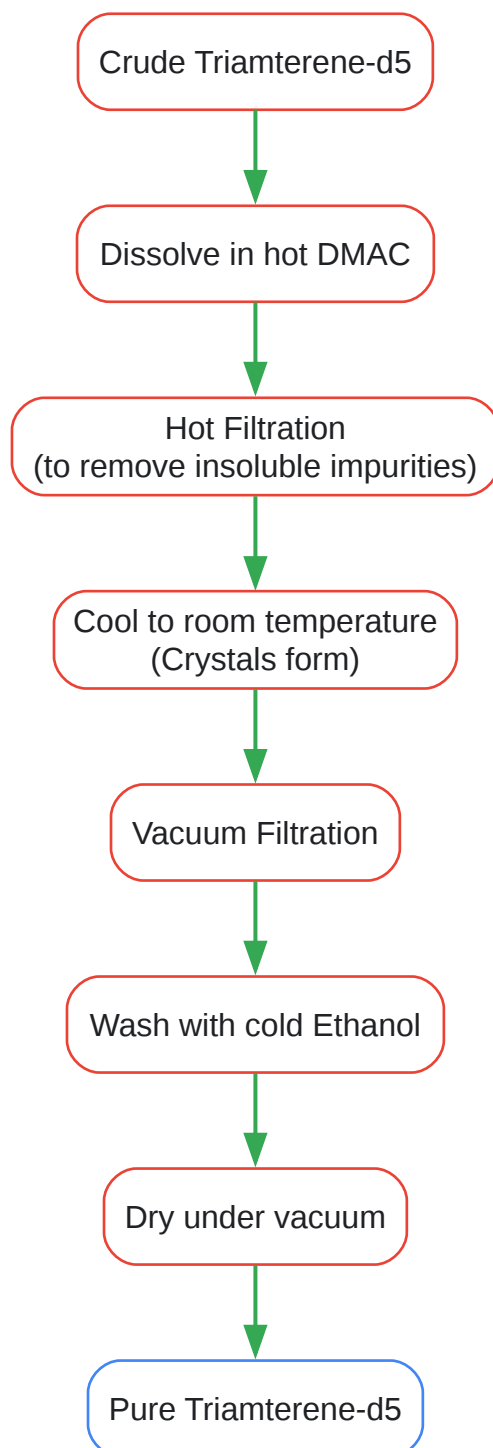 Crude Triamterene-d5
Dissolve in hot DMAC
Hot Filtration
(to remove insoluble impurities)
Cool to room temperature
(Crystals form)
Vacuum Filtration
Wash with cold Ethanol
Dry under vacuum
Pure Triamterene-d5